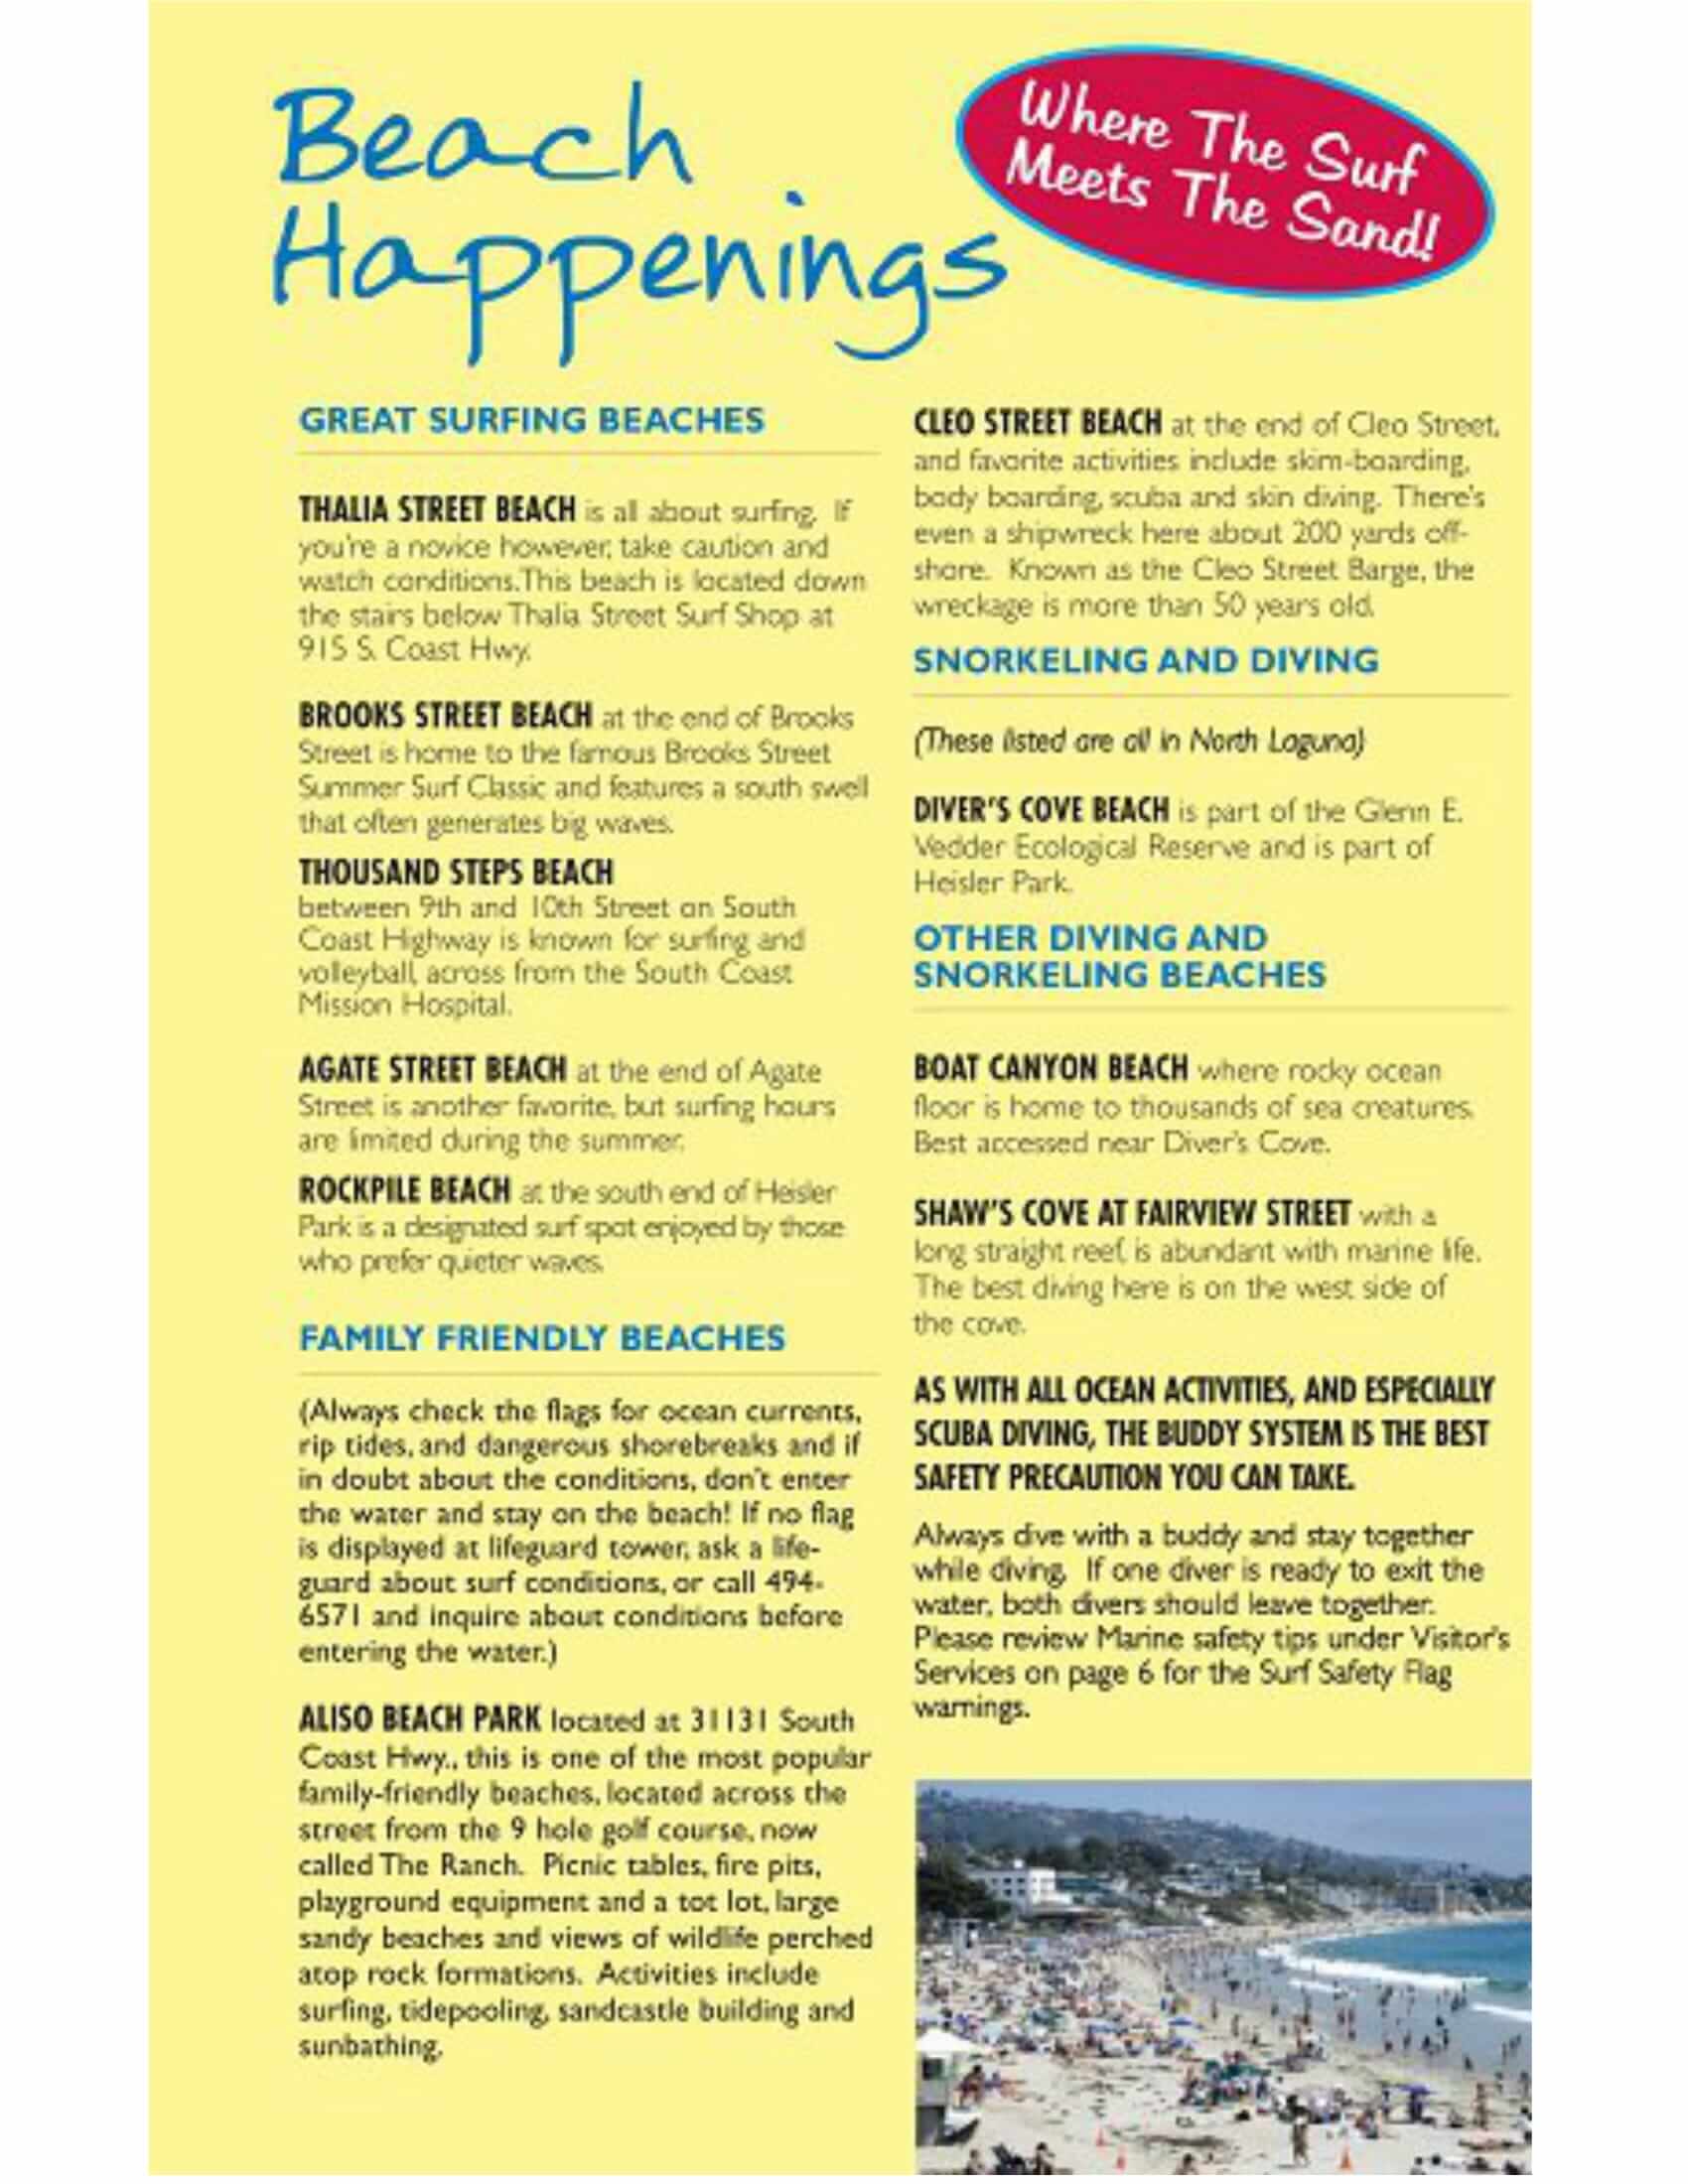 Beach
Happenings
Where The Surf
Meets The Sand!
GREAT SURFING BEACHES
THALIA STREET BEACH is all about surfing. If
you're a novice however, take caution and
watch conditions.This beach is located down
the stairs below Thalia Street Surf Shop at
915 S. Coast Hwy.
BROOKS STREET BEACH at the end of Brooks
Street is home to the famous Brooks Street
Summer Surf Classic and features a south swell
that often generates big waves.
THOUSAND STEPS BEACH
between 9th and 10th Street on South
Coast Highway is known for surfing and
volleyball, across from the South Coast
Mission Hospital.
AGATE STREET BEACH at the end of Agate
Street is another favorite, but surfing hours
are limited during the summer.
ROCKPILE BEACH at the south end of Heisler
Park is a designated surf spot enjoyed by those
who prefer quieter waves.
FAMILY FRIENDLY BEACHES
(Always check the flags for ocean currents,
rip tides, and dangerous shorebreaks and if
in doubt about the conditions, don't enter
the water and stay on the beach! If no flag
is displayed at lifeguard tower, ask a life-
guard about surf conditions, or call 494-
6571 and inquire about conditions before
entering the water.)
ALISO BEACH PARK located at 31131 South
Coast Hwy., this is one of the most popular
family-friendly beaches, located across the
street from the 9 hole golf course, now
called The Ranch. Picnic tables, fire pits,
playground equipment and a tot lot, large
sandy beaches and views of wildlife perched
atop rock formations. Activities include
surfing, tidepooling, sandcastle building and
sunbathing.
CLEO STREET BEACH at the end of Cleo Street,
and favorite activities include skim-boarding,
body boarding, scuba and skin diving. There's
even a shipwreck here about 200 yards off-
shore. Known as the Cleo Street Barge, the
wreckage is more than 50 years old.
SNORKELING AND DIVING
(These listed are all in North Laguna)
DIVER'S COVE BEACH is part of the Glenn E.
Vedder Ecological Reserve and is part of
Heisler Park.
OTHER DIVING AND
SNORKELING BEACHES
BOAT CANYON BEACH where rocky ocean
floor is home to thousands of sea creatures.
Best accessed near Diver's Cove.
SHAW'S COVE AT FAIRVIEW STREET with a
long straight reef, is abundant with marine life.
The best diving here is on the west side of
the cove.
AS WITH ALL OCEAN ACTIVITIES, AND ESPECIALLY
SCUBA DIVING, THE BUDDY SYSTEM IS THE BEST
SAFETY PRECAUTION YOU CAN TAKE.
Always dive with a buddy and stay together
while diving. If one diver is ready to exit the
water, both divers should leave together.
Please review Marine safety tips under Visitor's
Services on page 6 for the Surf Safety Flag
warnings.